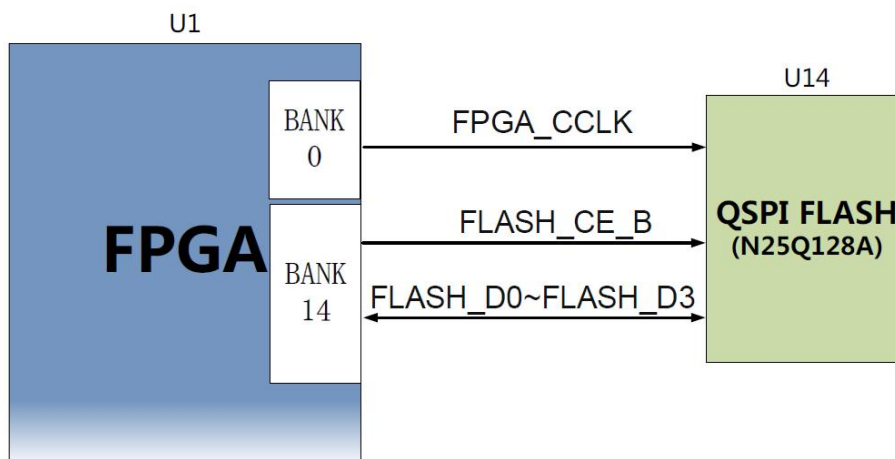 U1
U14
BANK
0
FPGA_CCLK
FPGA
BANK
14
FLASH_CE_B
FLASH_D0~FLASH_D3
QSPI FLASH
(N25Q128A)